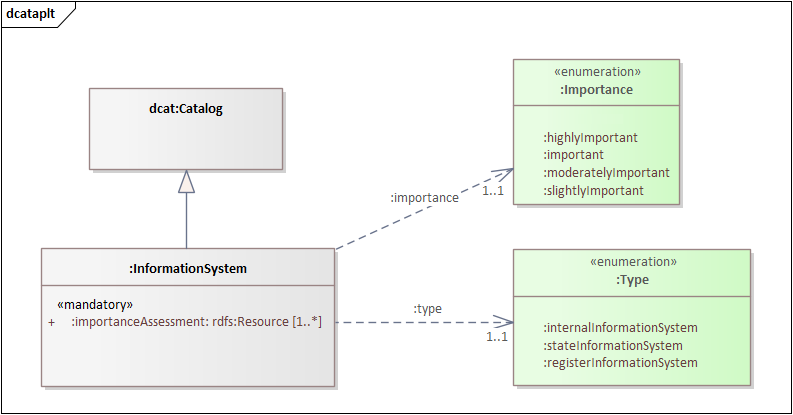 dcataplt
dcat:Catalog
«enumeration»
:Importance
:highlyImportant
:important
:moderatelyImportant
:slightlyImportant
:importance
1..1
:InformationSystem
«mandatory»
+ :importanceAssessment: rdfs:Resource [1..*]
:type
1..1
«enumeration»
:Type
:internalInformationSystem
:stateInformationSystem
:registerInformationSystem